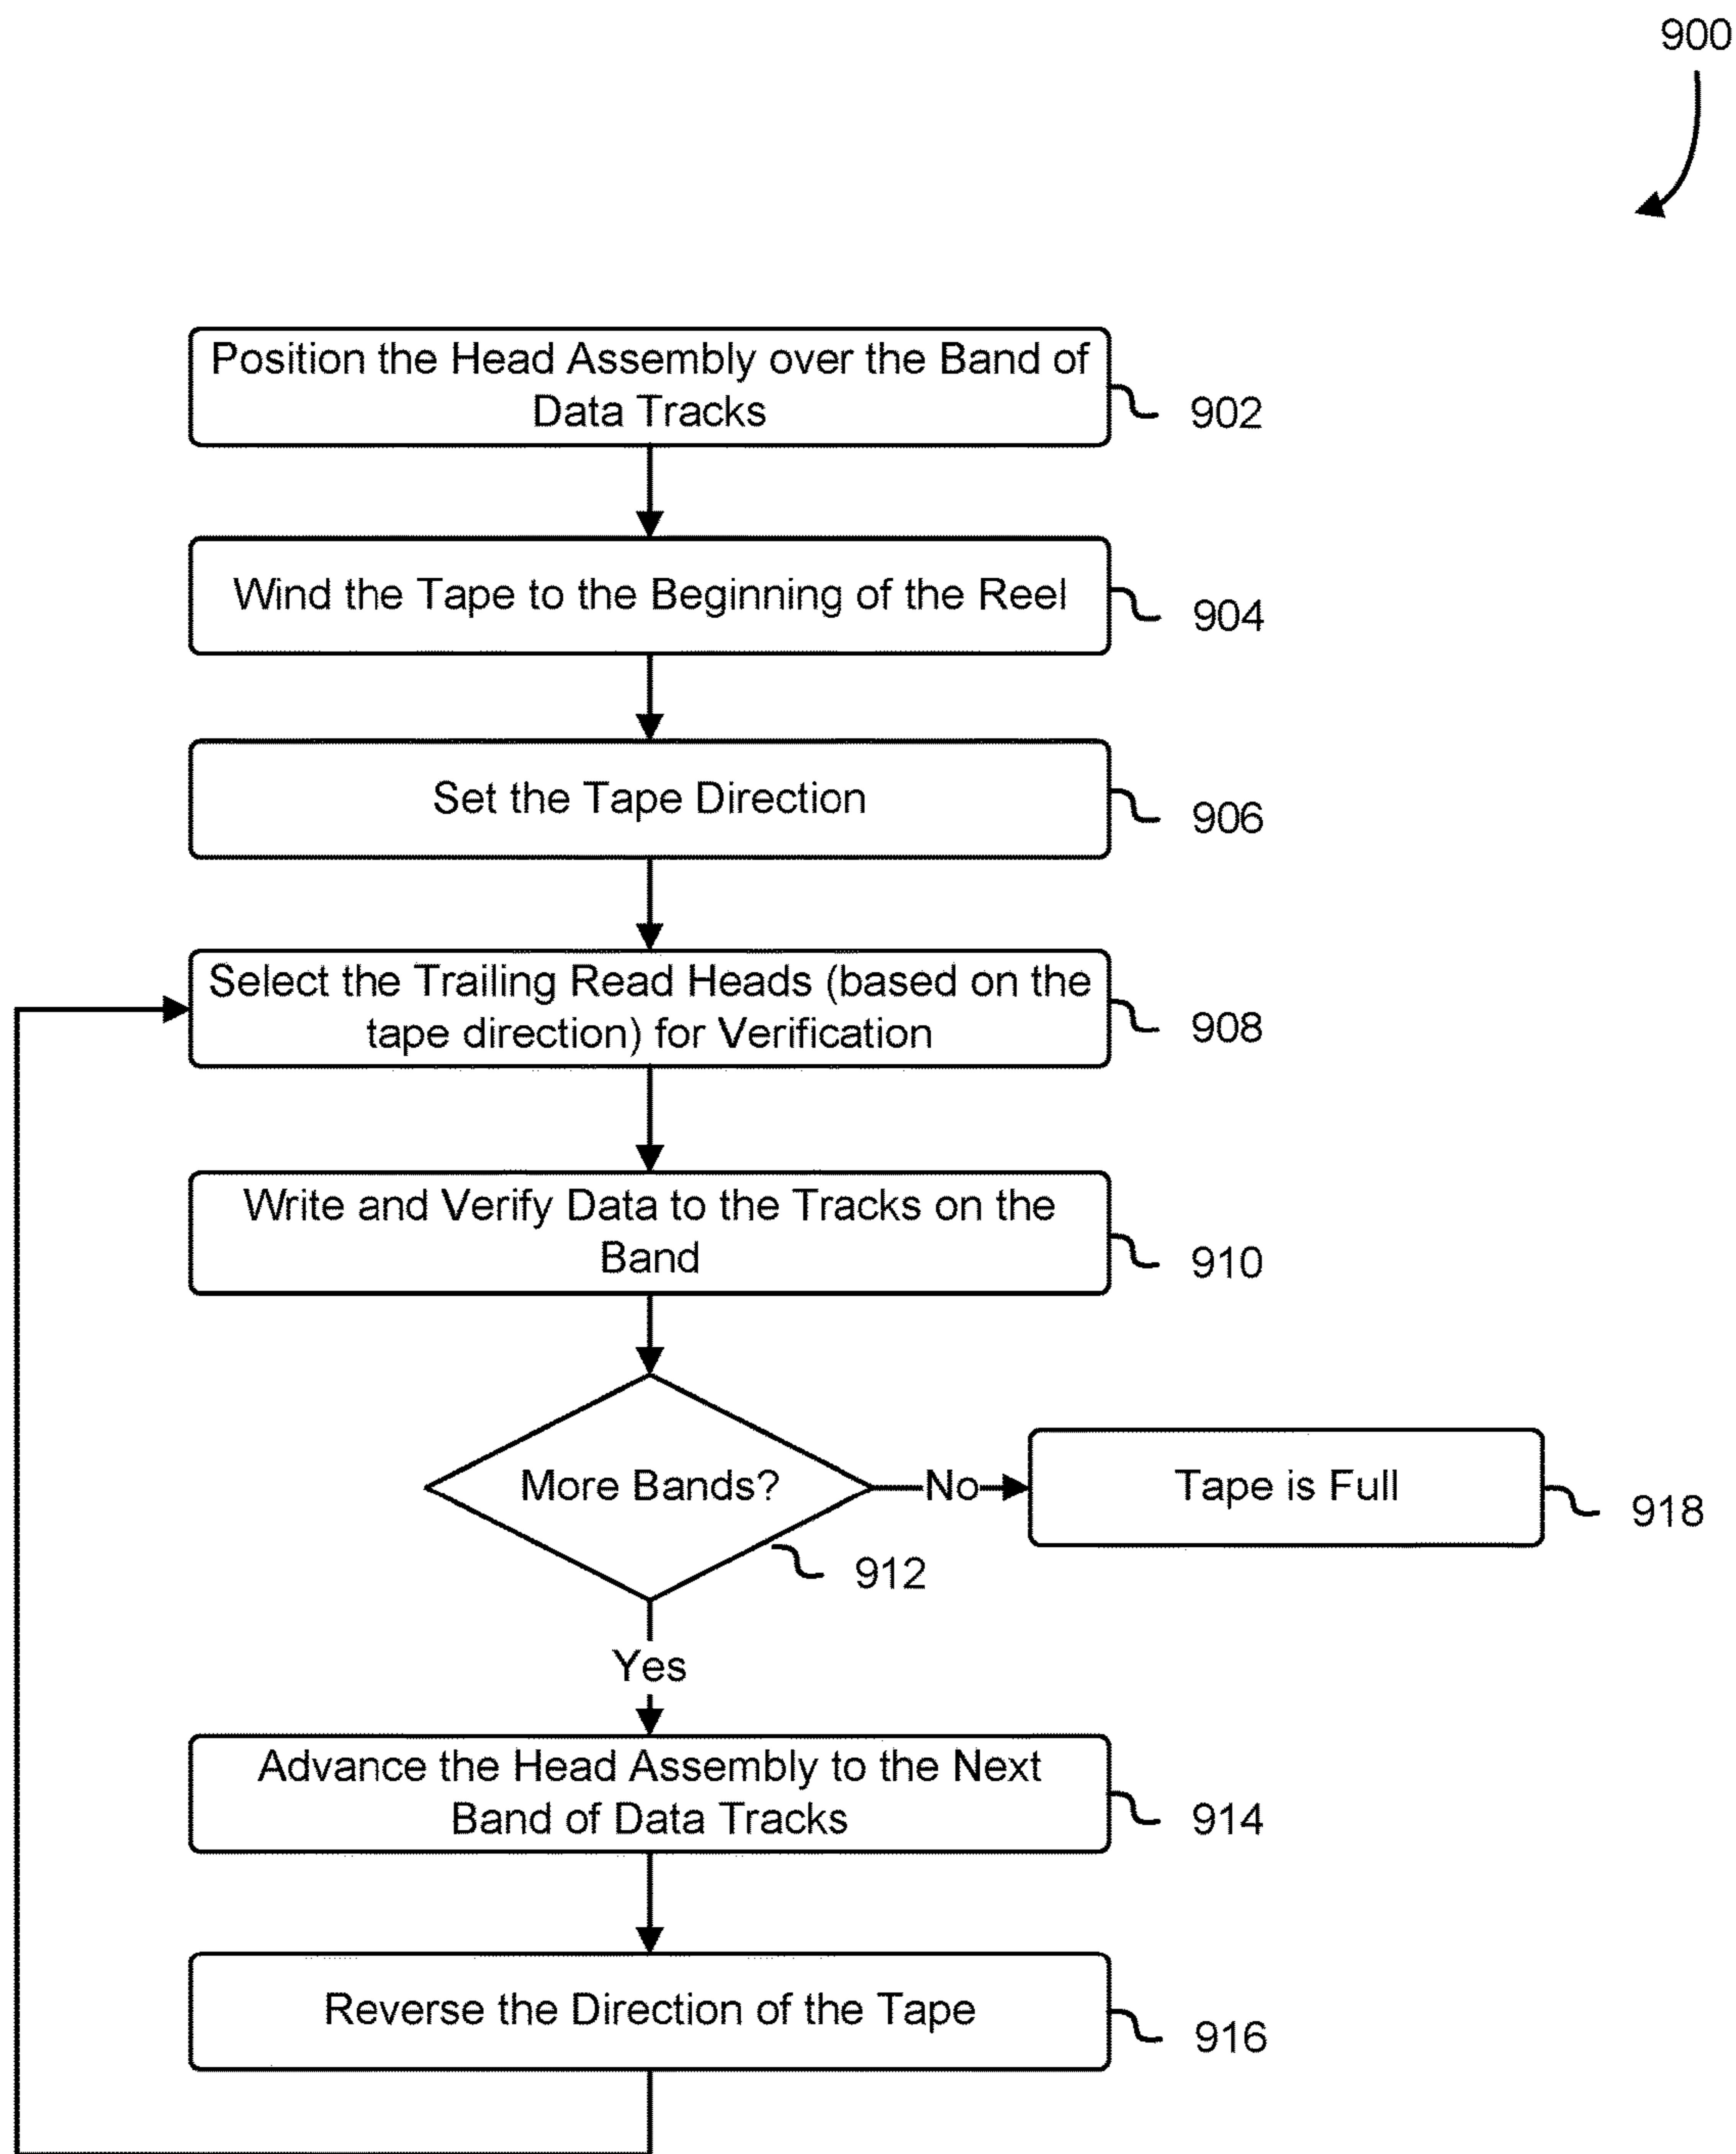 900
Position the Head Assembly over the Band of
Data Tracks
902
Wind the Tape to the Beginning of the Reel
904
Set the Tape Direction
906
Select the Trailing Read Heads (based on the
tape direction) for Verification
908
Write and Verify Data to the Tracks on the
Band
910
More Bands?
No
Tape is Full
918
912
Yes
Advance the Head Assembly to the Next
Band of Data Tracks
914
Reverse the Direction of the Tape
916